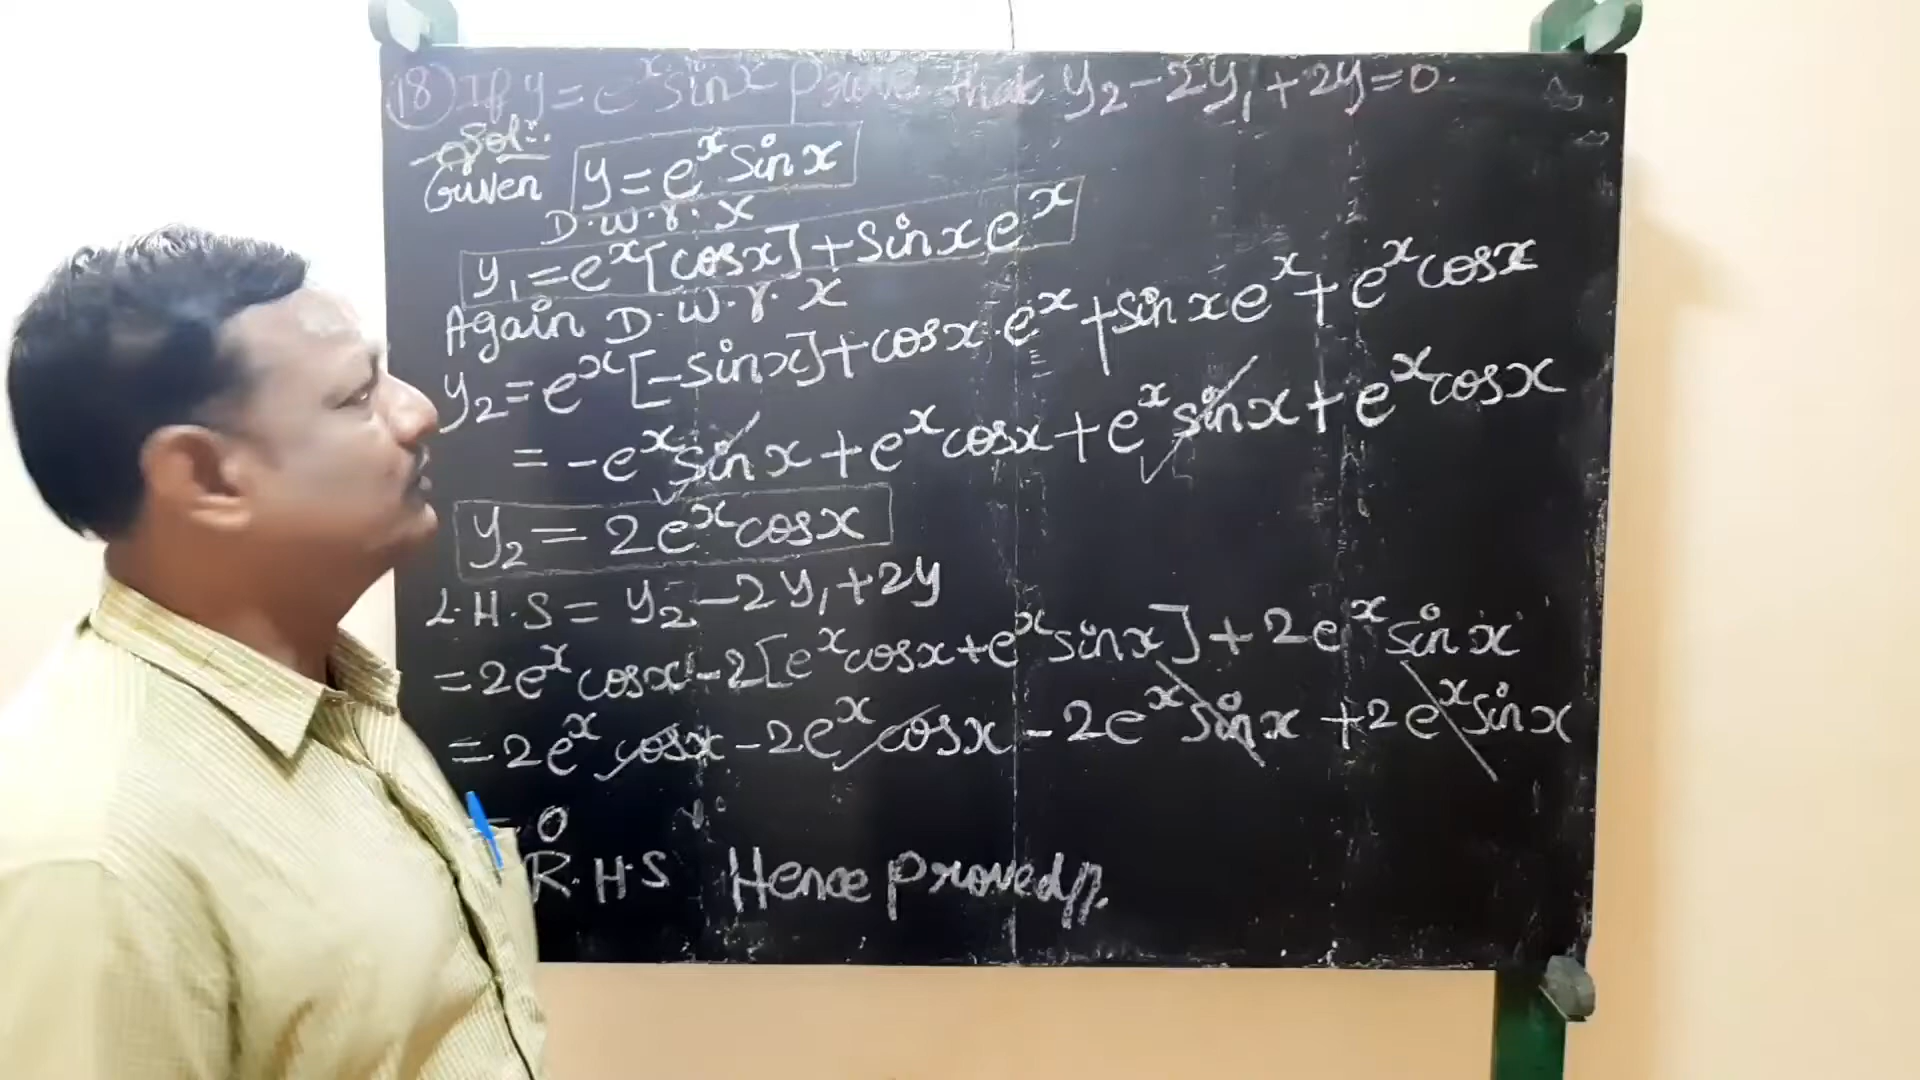 (18) If y = e^x sin x prove that y₂ - 2y₁ + 2y = 0.
Sol:
Given y = e^x sin x
D.w.r.x
y₁ = e^x [cos x] + sin x e^x
Again D.w.r.x
y₂ = e^x [-sin x] + cos x . e^x + sin x e^x + e^x cos x
= -e^x sin x + e^x cos x + e^x sin x + e^x cos x
y₂ = 2e^x cos x
L.H.S = y₂ - 2y₁ + 2y
= 2e^x cos x - 2[e^x cos x + e^x sin x] + 2e^x sin x
= 2e^x cos x - 2e^x cos x - 2e^x sin x + 2e^x sin x
= 0
R.H.S Hence proved